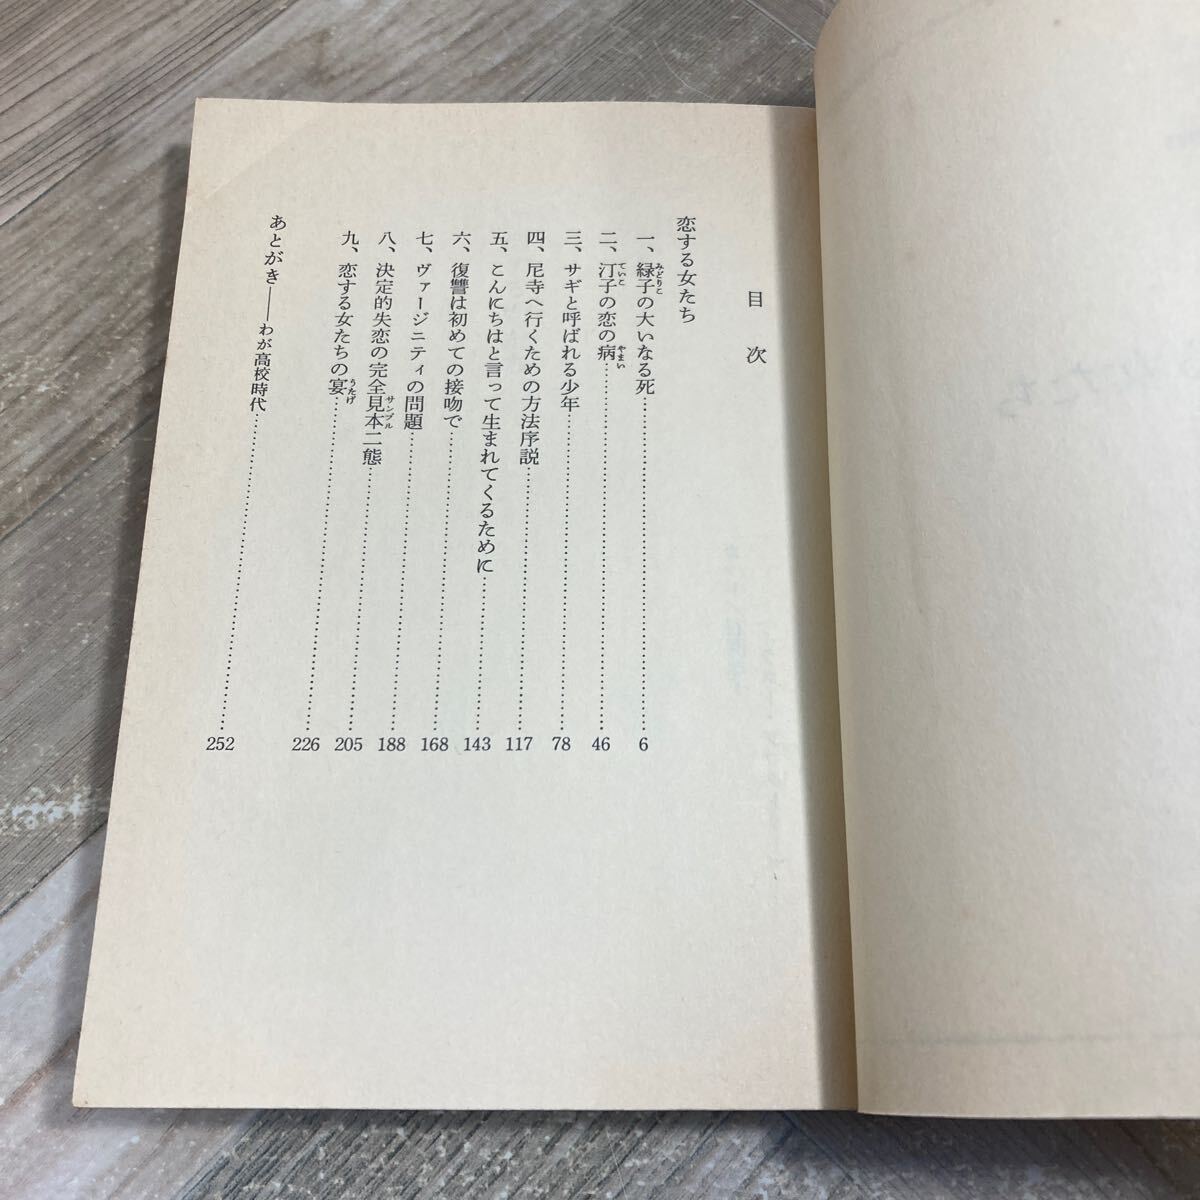 目次
恋する女たち
一、緑子の大いなる死……………………6
二、汀子の恋の病……………………46
三、サギと呼ばれる少年……………………78
四、尼寺へ行くための方法序説……………………117
五、こんにちはと言って生まれてくるために……………………143
六、復讐は初めての接吻で……………………168
七、ヴァージニティの問題……………………188
八、決定的失恋の完全見本二態……………………205
九、恋する女たちの宴……………………226
あとがき――わが高校時代……………………252